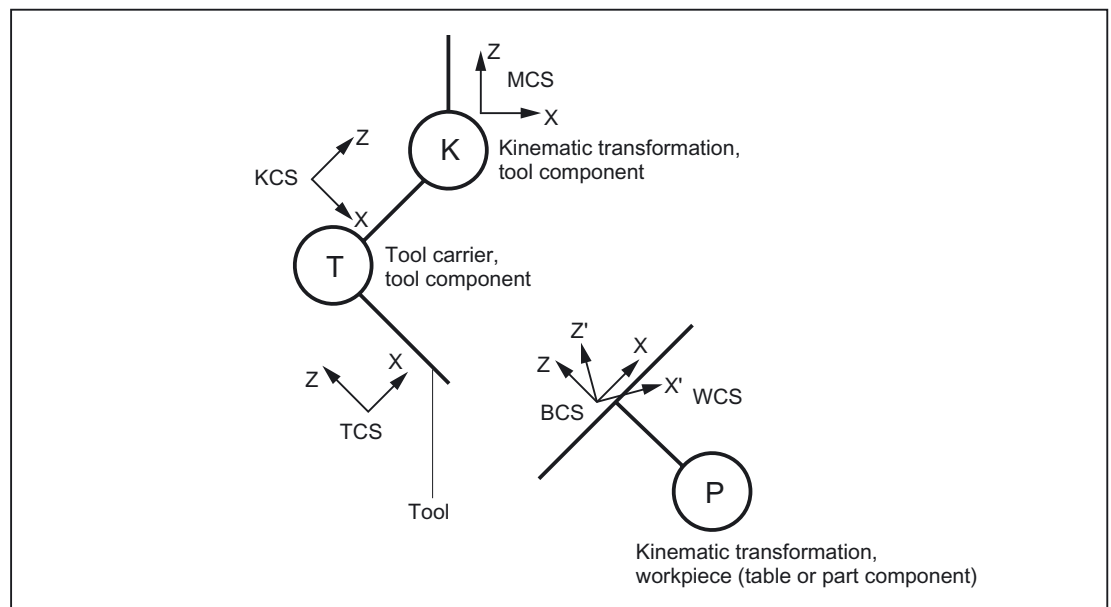 Z
MCS
X
K
Kinematic transformation,
tool component
Z
KCS
X
T
Tool carrier,
tool component
Z
X
TCS
Tool
Z'
Z
X
X'
WCS
BCS
P
Kinematic transformation,
workpiece (table or part component)